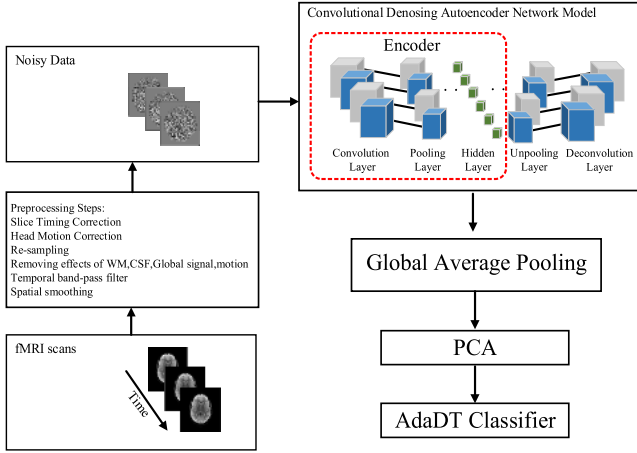 Convolutional Denosing Autoencoder Network Model
Encoder
Convolution
Layer
Pooling
Layer
Hidden
Layer
Unpooling
Layer
Deconvolution
Layer
Noisy Data
Preprocessing Steps:
Slice Timing Correction
Head Motion Correction
Re-sampling
Removing effects of WM,CSF,Global signal,motion
Temporal band-pass filter
Spatial smoothing
fMRI scans
Time
Global Average Pooling
PCA
AdaDT Classifier